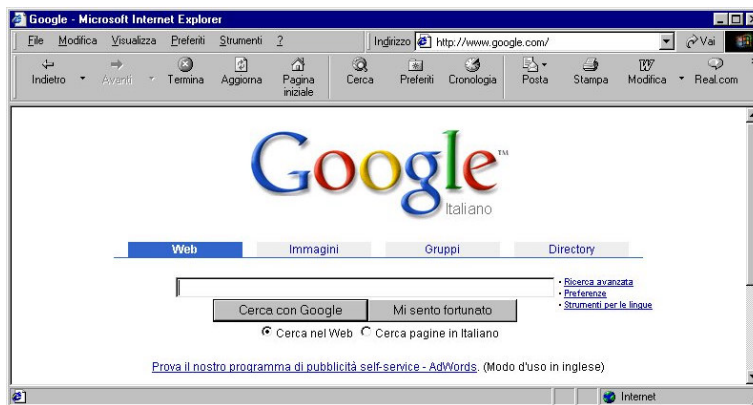 Google - Microsoft Internet Explorer
File Modifica Visualizza Preferiti Strumenti ? Indirizzo http://www.google.com/ Vai
Indietro Avanti Termina Aggiorna Pagina iniziale Cerca Preferiti Cronologia Posta Stampa Modifica Real.com
Google™
Italiano
Web Immagini Gruppi Directory
Ricerca avanzata
Preferenze
Strumenti per le lingue
Cerca con Google Mi sento fortunato
Cerca nel Web Cerca pagine in Italiano
Prova il nostro programma di pubblicità self-service - AdWords. (Modo d'uso in inglese)
Internet